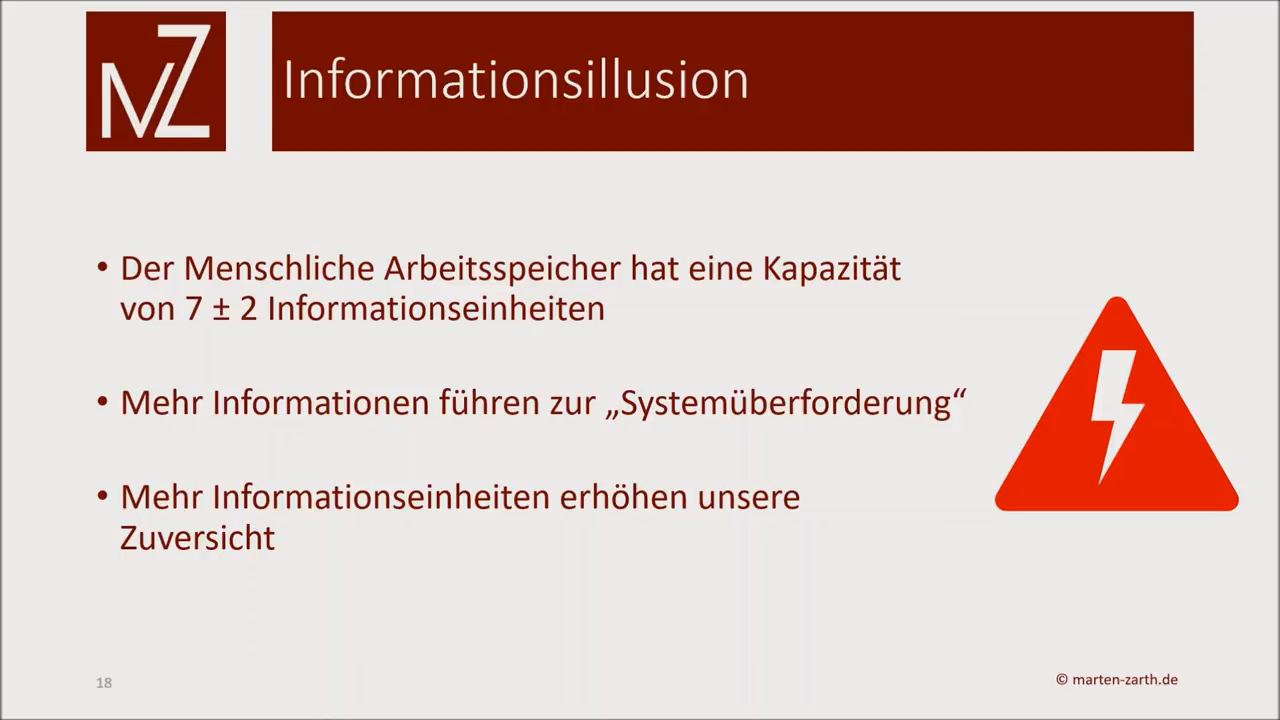 MZ
Informationsillusion
• Der Menschliche Arbeitsspeicher hat eine Kapazität
von 7 ± 2 Informationseinheiten
• Mehr Informationen führen zur „Systemüberforderung“
• Mehr Informationseinheiten erhöhen unsere
Zuversicht
18
© marten-zarth.de